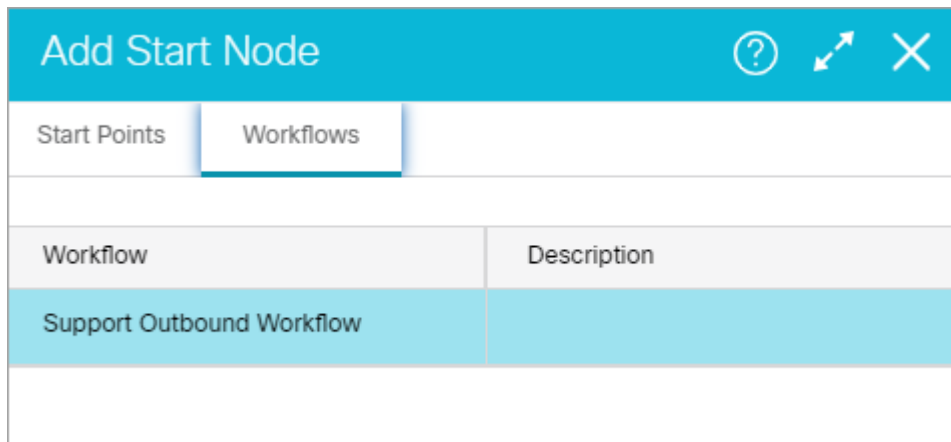 Add Start Node
Start Points Workflows
Workflow Description
Support Outbound Workflow